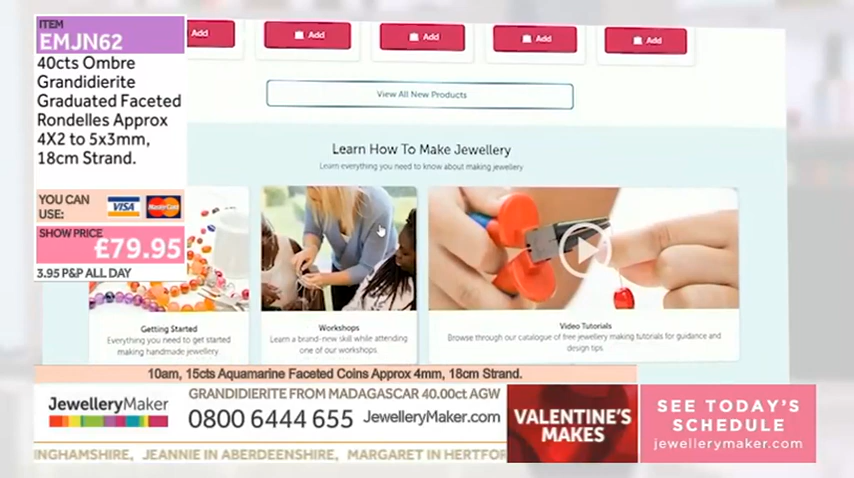 ITEM
EMJN62
40cts Ombre
Grandidierite
Graduated Faceted
Rondelles Approx
4X2 to 5x3mm,
18cm Strand.
YOU CAN
USE:
VISA
MasterCard
SHOW PRICE
£79.95
3.95 P&P ALL DAY
Add
Add
Add
Add
Add
View All New Products
Learn How To Make Jewellery
Learn everything you need to know about making jewellery
Getting Started
Everything you need to get started
making handmade jewellery.
Workshops
Learn a brand-new skill while attending
one of our workshops.
Video Tutorials
Browse through our catalogue of free jewellery making tutorials for guidance and
design tips.
10am, 15cts Aquamarine Faceted Coins Approx 4mm, 18cm Strand.
JewelleryMaker
GRANDIDIERITE FROM MADAGASCAR 40.00ct AGW
0800 6444 655 JewelleryMaker.com
VALENTINE'S
MAKES
SEE TODAY'S
SCHEDULE
jewellerymaker.com
INGHAMSHIRE, JEANNIE IN ABERDEENSHIRE, MARGARET IN HERTFOR